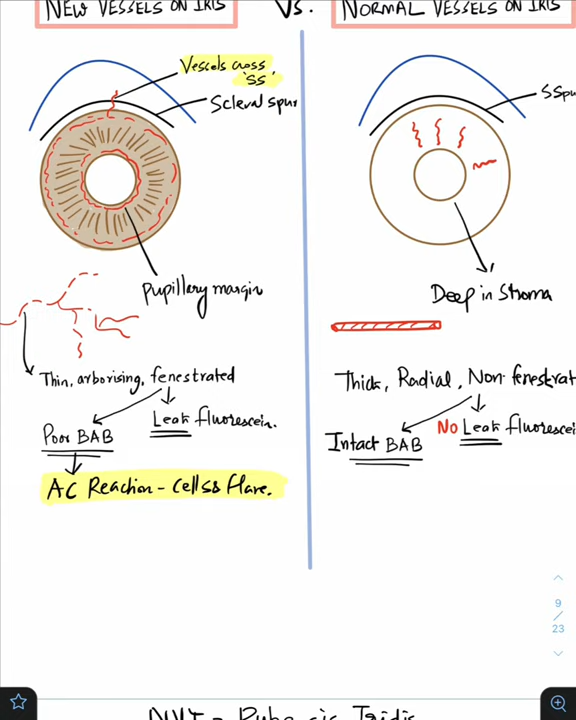 NEW VESSELS ON IRIS
Vs.
NORMAL VESSELS ON IRIS
Vessels cross
'SS'
Scleral spur
Pupillary margin
Thin, arborising, fenestrated
Leak fluorescein.
Poor BAB
AC Reaction - Cells & Flare.
S Spu
Deep in Stroma
Thick, Radial, Non-fenestrat
No Leak fluorescei
Intact BAB
9
/
23